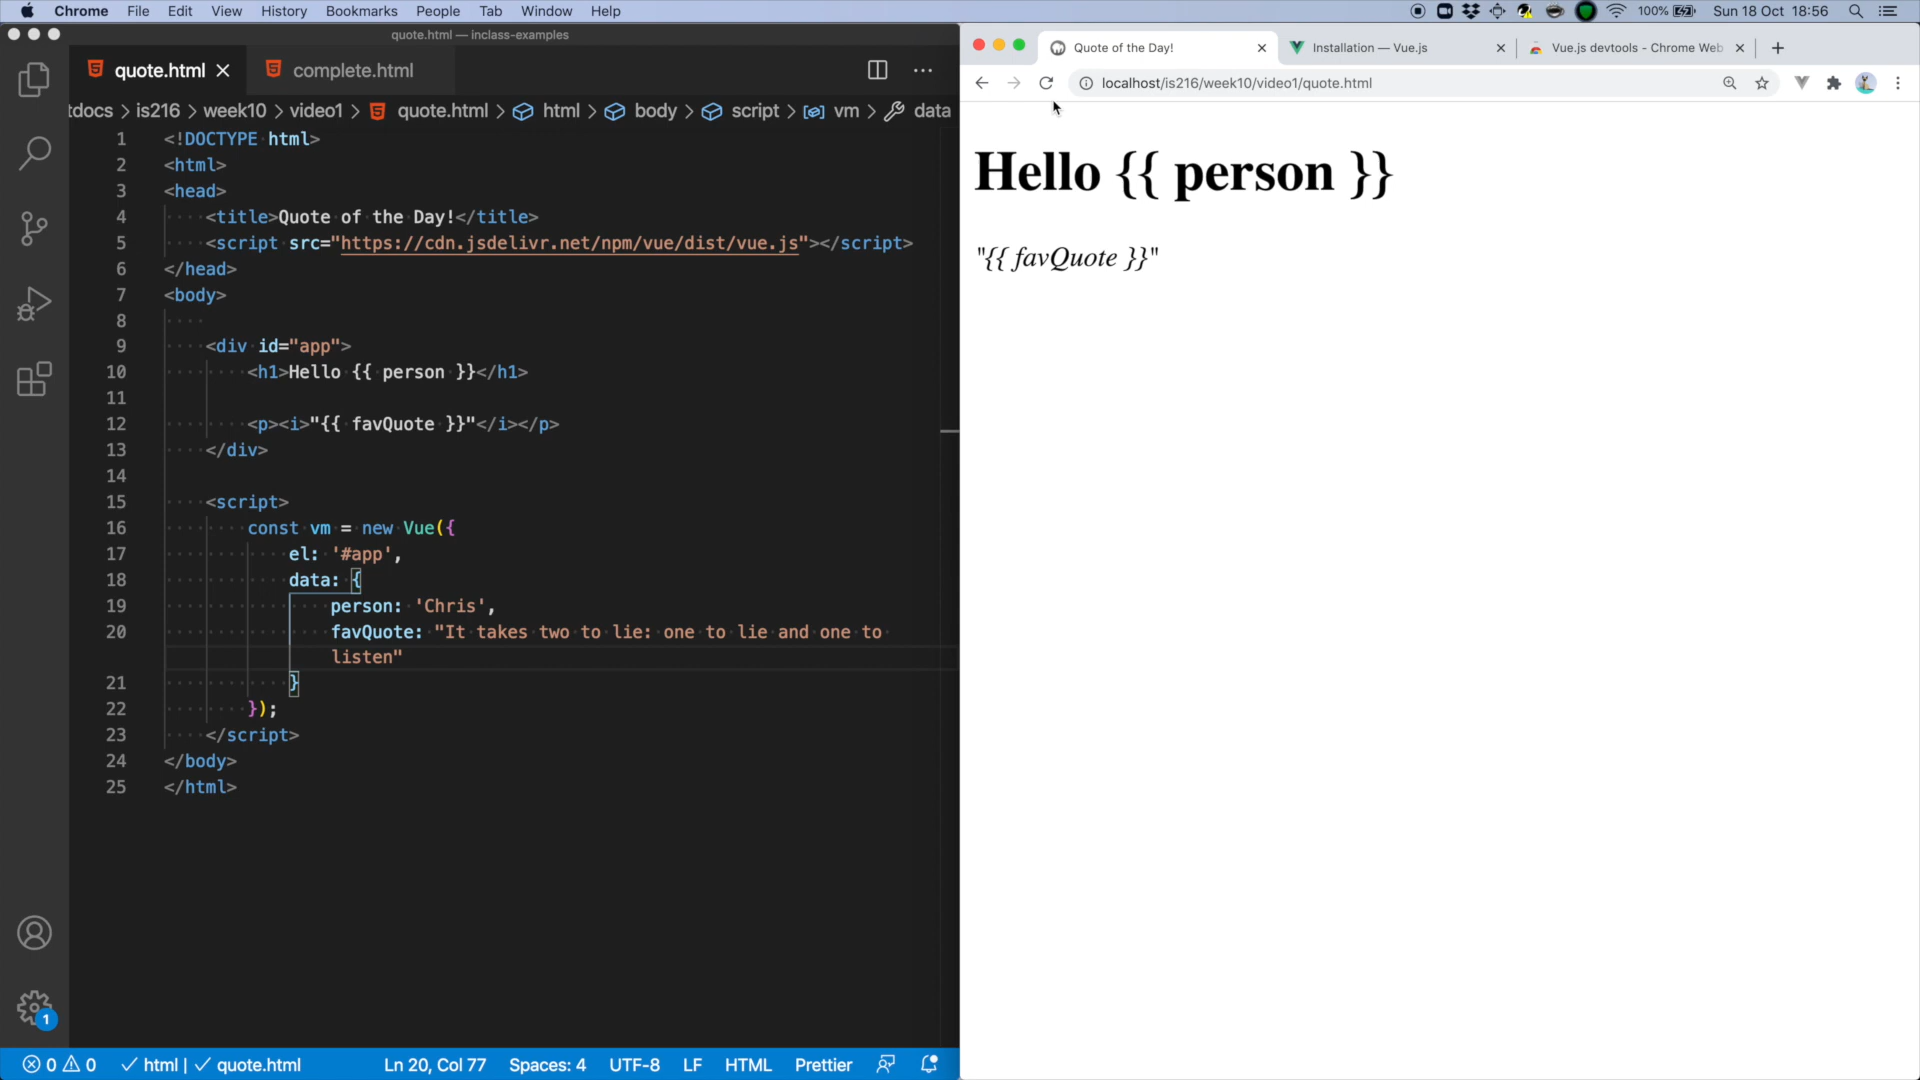 Chrome File Edit View History Bookmarks People Tab Window Help
100% Sun 18 Oct 18:56
quote.html — inclass-examples
quote.html complete.html
tdocs > is216 > week10 > video1 > quote.html > html > body > script > vm > data
1 <!DOCTYPE html>
2 <html>
3 <head>
4 <title>Quote of the Day!</title>
5 <script src="https://cdn.jsdelivr.net/npm/vue/dist/vue.js"></script>
6 </head>
7 <body>
8
9 <div id="app">
10 <h1>Hello {{ person }}</h1>
11
12 <p><i>"{{ favQuote }}"</i></p>
13 </div>
14
15 <script>
16 const vm = new Vue({
17 el: '#app',
18 data: {
19 person: 'Chris',
20 favQuote: "It takes two to lie: one to lie and one to
listen"
21 }
22 });
23 </script>
24 </body>
25 </html>
1
0 0 html | quote.html Ln 20, Col 77 Spaces: 4 UTF-8 LF HTML Prettier
Quote of the Day! Installation — Vue.js Vue.js devtools - Chrome Web
localhost/is216/week10/video1/quote.html
Hello {{ person }}
"{{ favQuote }}"